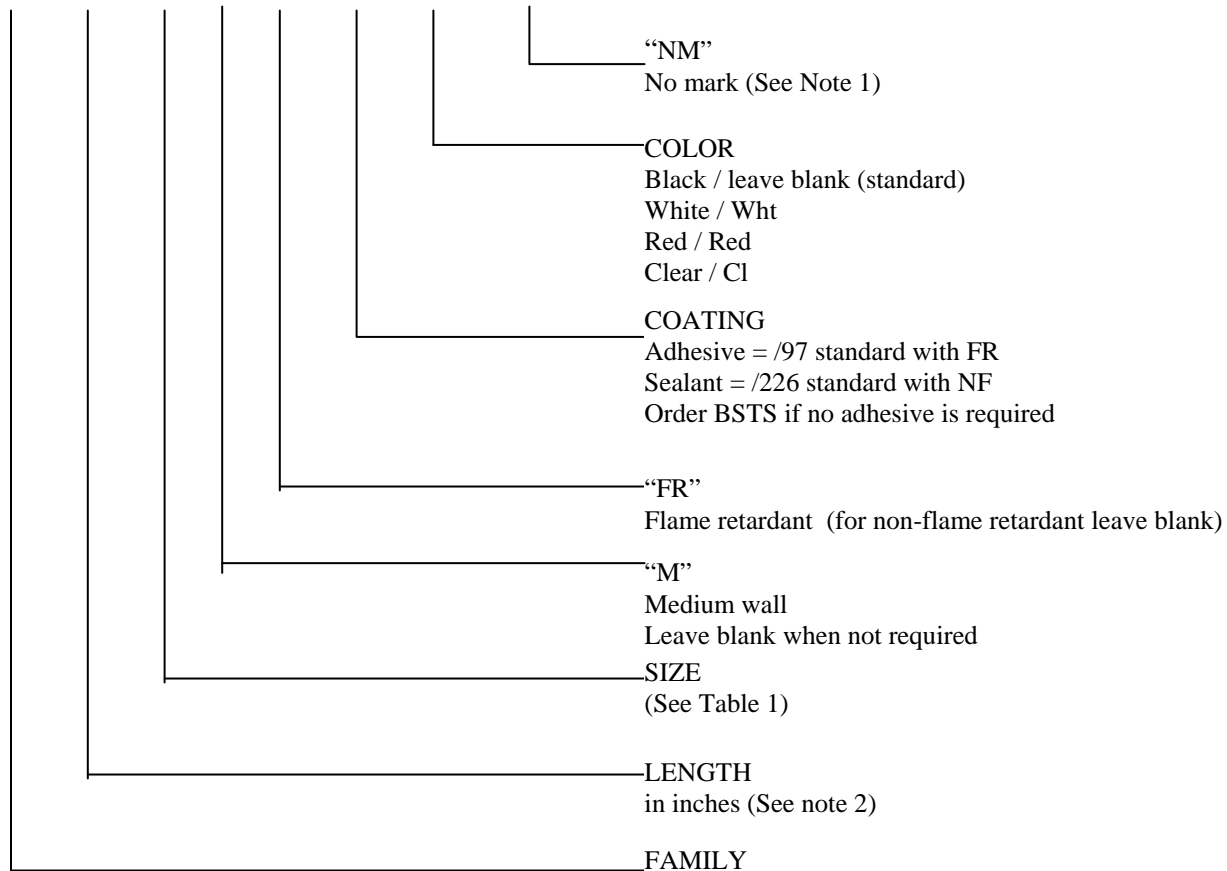 “NM”
No mark (See Note 1)
COLOR
Black / leave blank (standard)
White / Wht
Red / Red
Clear / Cl
COATING
Adhesive = /97 standard with FR
Sealant = /226 standard with NF
Order BSTS if no adhesive is required
“FR”
Flame retardant  (for non-flame retardant leave blank)
“M”
Medium wall
Leave blank when not required
SIZE
(See Table 1)
LENGTH
in inches (See note 2)
FAMILY